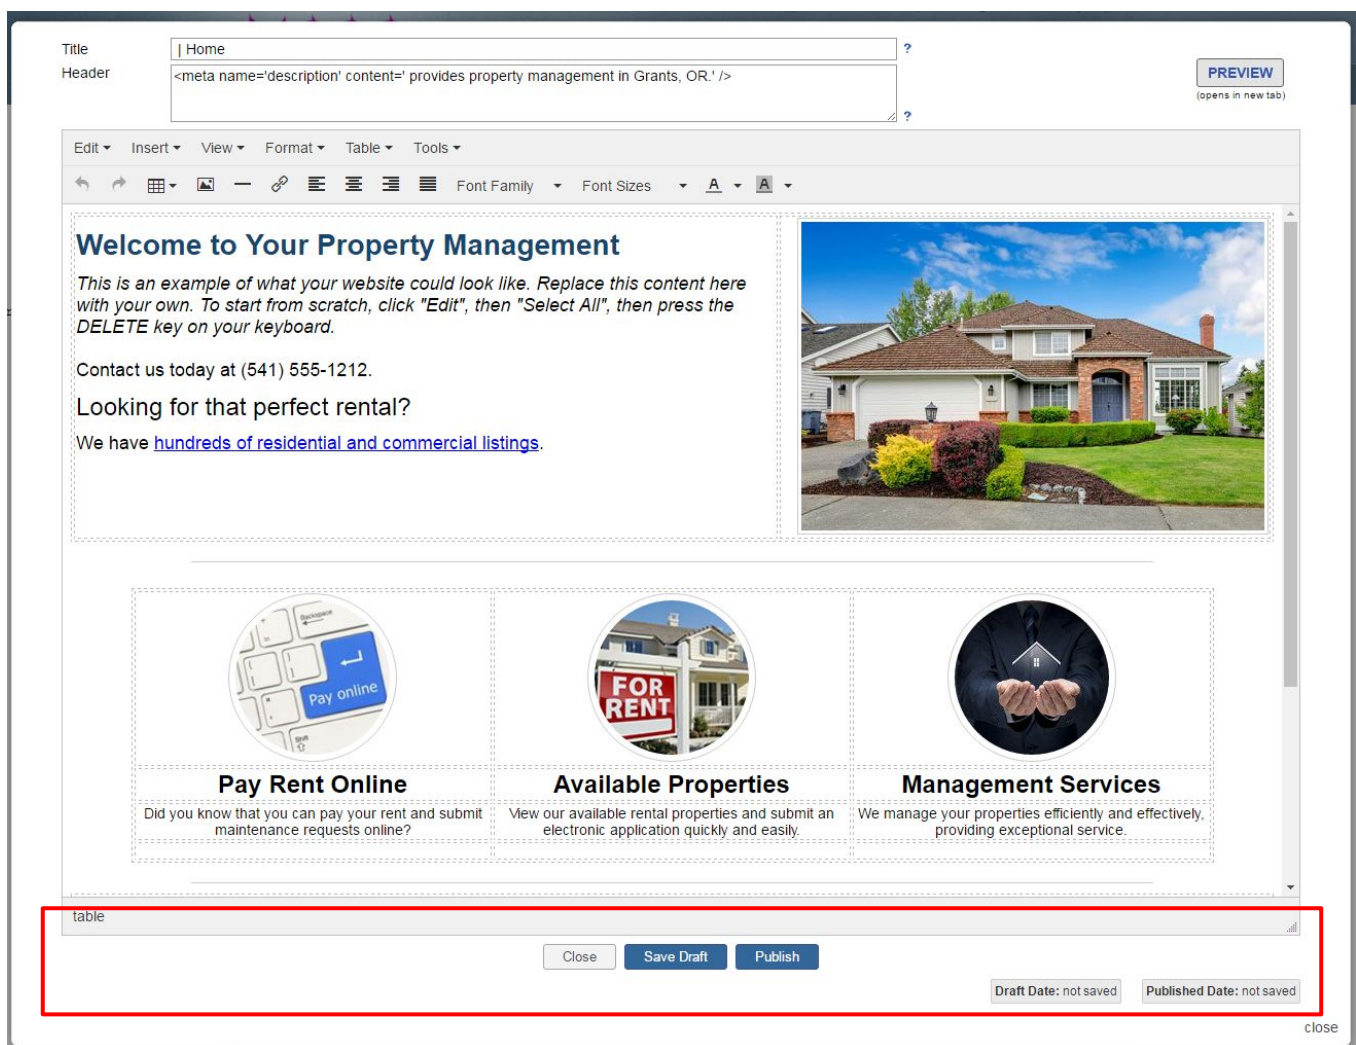 Title
| Home
?
Header
<meta name='description' content=' provides property management in Grants, OR.' />
?
PREVIEW
(opens in new tab)
Edit Insert View Format Table Tools
Font Family Font Sizes A A
Welcome to Your Property Management
This is an example of what your website could look like. Replace this content here
with your own. To start from scratch, click "Edit", then "Select All", then press the
DELETE key on your keyboard.
Contact us today at (541) 555-1212.
Looking for that perfect rental?
We have hundreds of residential and commercial listings.
Backspace
Pay online
Shift
FOR
RENT
Pay Rent Online
Available Properties
Management Services
Did you know that you can pay your rent and submit
maintenance requests online?
View our available rental properties and submit an
electronic application quickly and easily.
We manage your properties efficiently and effectively,
providing exceptional service.
table
Close
Save Draft
Publish
Draft Date: not saved
Published Date: not saved
close